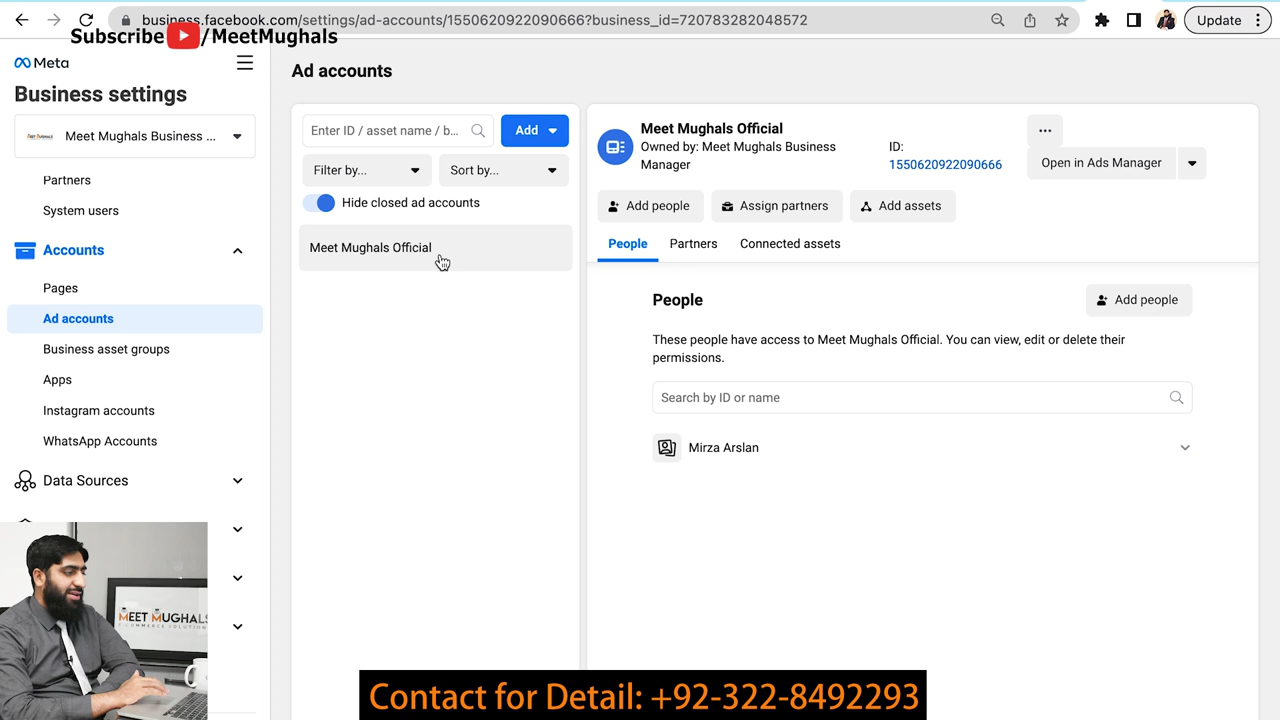 business.facebook.com/settings/ad-accounts/1550620922090666?business_id=720783282048572
Update
Subscribe /MeetMughals
Meta
Business settings
Meet Mughals Business ...
Partners
System users
Accounts
Pages
Ad accounts
Business asset groups
Apps
Instagram accounts
WhatsApp Accounts
Data Sources
Ad accounts
Enter ID / asset name / b...
Add
Filter by...
Sort by...
Hide closed ad accounts
Meet Mughals Official
Meet Mughals Official
Owned by: Meet Mughals Business
Manager
ID:
1550620922090666
...
Open in Ads Manager
Add people
Assign partners
Add assets
People
Partners
Connected assets
People
Add people
These people have access to Meet Mughals Official. You can view, edit or delete their
permissions.
Search by ID or name
Mirza Arslan
MEET MUGHALS
Contact for Detail: +92-322-8492293